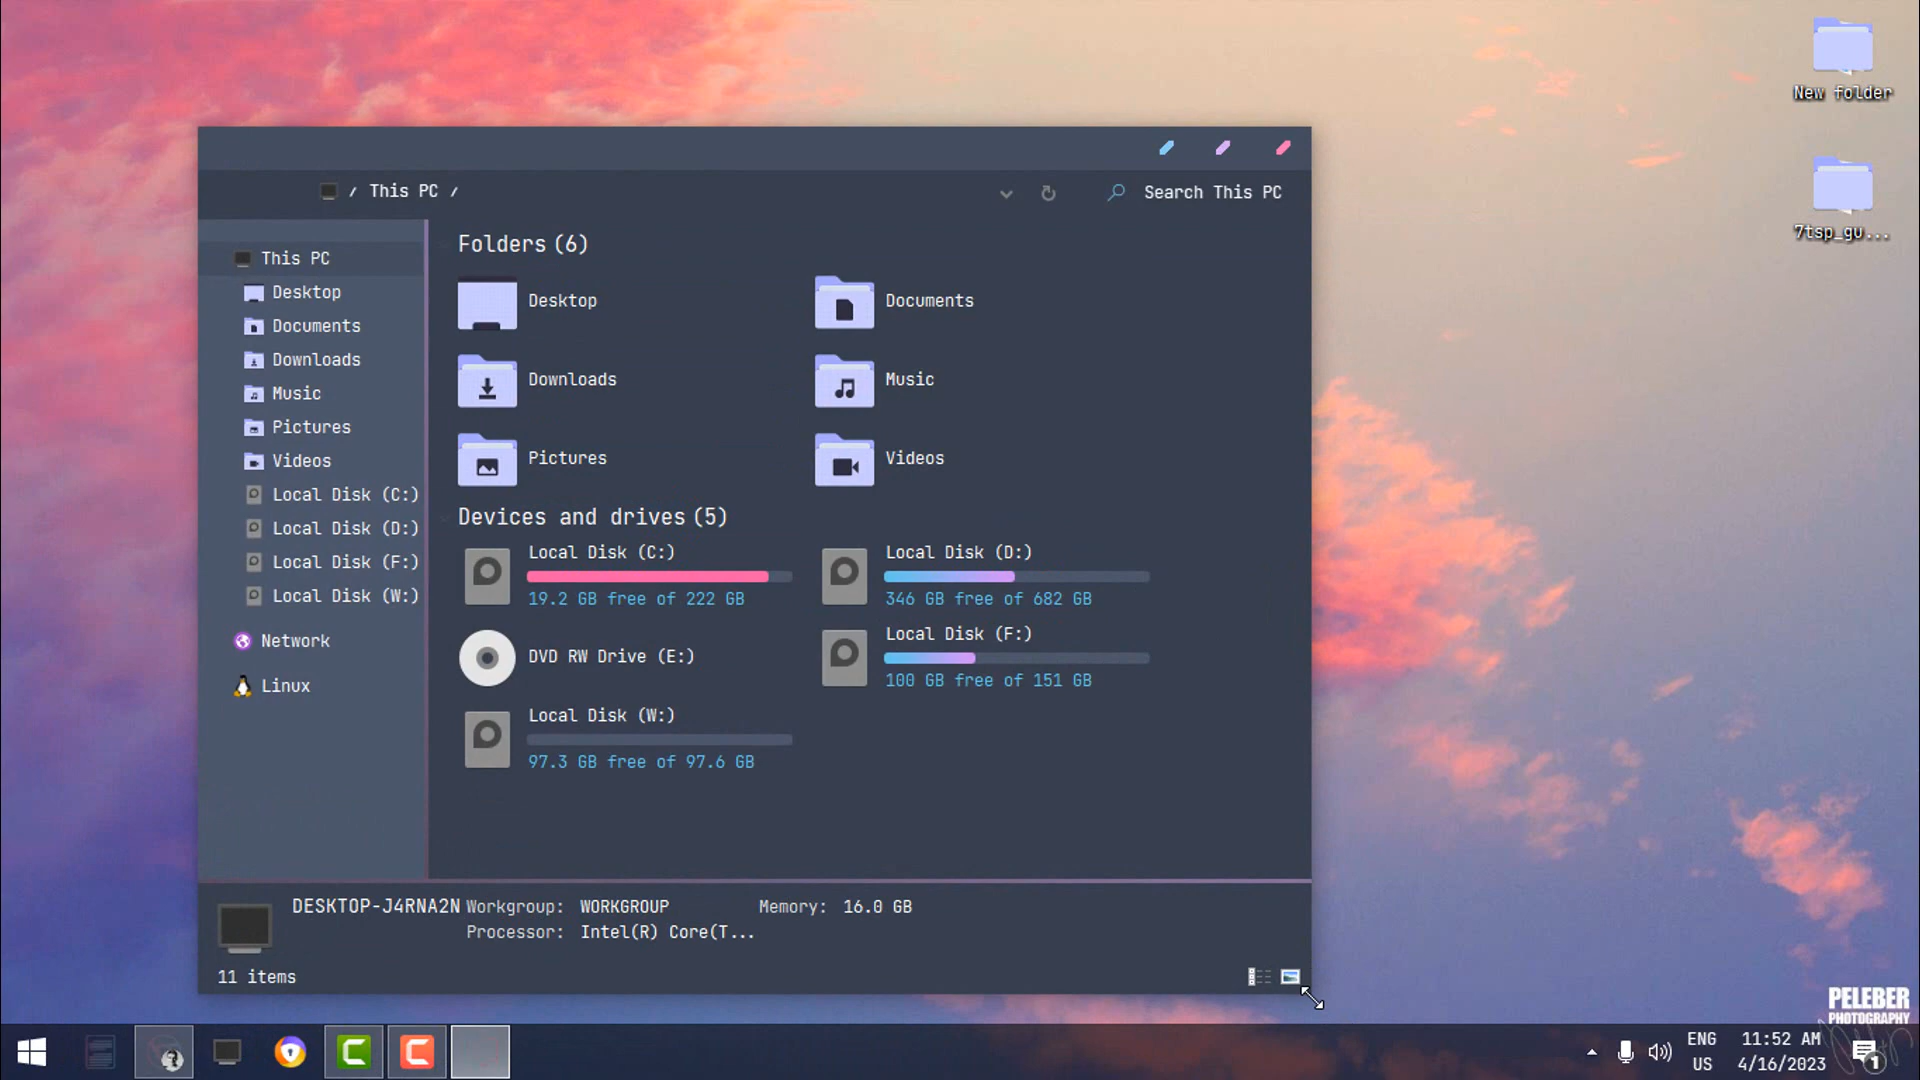 New folder
7tsp_gu...
/ This PC /
Search This PC
This PC
Desktop
Documents
Downloads
Music
Pictures
Videos
Local Disk (C:)
Local Disk (D:)
Local Disk (F:)
Local Disk (W:)
Network
Linux
Folders (6)
Desktop
Documents
Downloads
Music
Pictures
Videos
Devices and drives (5)
Local Disk (C:)
19.2 GB free of 222 GB
Local Disk (D:)
346 GB free of 682 GB
DVD RW Drive (E:)
Local Disk (F:)
100 GB free of 151 GB
Local Disk (W:)
97.3 GB free of 97.6 GB
DESKTOP-J4RNA2N Workgroup: WORKGROUP Memory: 16.0 GB
Processor: Intel(R) Core(T...
11 items
PELEBER
PHOTOGRAPHY
ENG
US
11:52 AM
4/16/2023
1